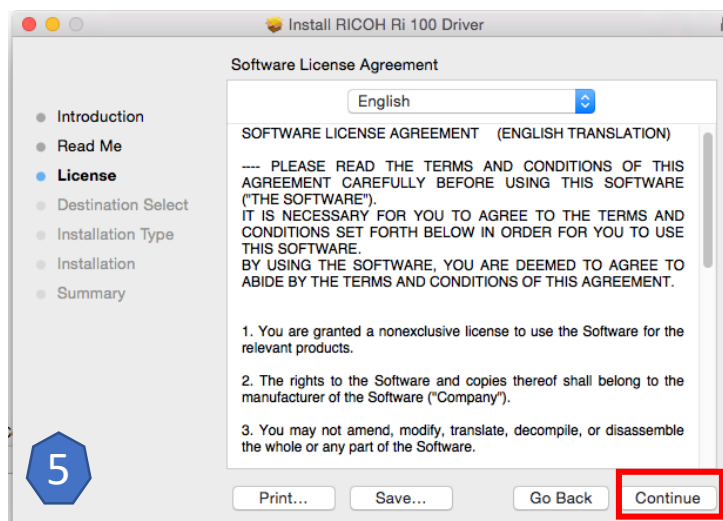 Install RICOH Ri 100 Driver
Software License Agreement
Introduction
Read Me
License
Destination Select
Installation Type
Installation
Summary
English
SOFTWARE LICENSE AGREEMENT (ENGLISH TRANSLATION)
---- PLEASE READ THE TERMS AND CONDITIONS OF THIS
AGREEMENT CAREFULLY BEFORE USING THIS SOFTWARE
("THE SOFTWARE").
IT IS NECESSARY FOR YOU TO AGREE TO THE TERMS AND
CONDITIONS SET FORTH BELOW IN ORDER FOR YOU TO USE
THIS SOFTWARE.
BY USING THE SOFTWARE, YOU ARE DEEMED TO AGREE TO
ABIDE BY THE TERMS AND CONDITIONS OF THIS AGREEMENT.
1. You are granted a nonexclusive license to use the Software for the
relevant products.
2. The rights to the Software and copies thereof shall belong to the
manufacturer of the Software ("Company").
3. You may not amend, modify, translate, decompile, or disassemble
the whole or any part of the Software.
5
Print...
Save...
Go Back
Continue